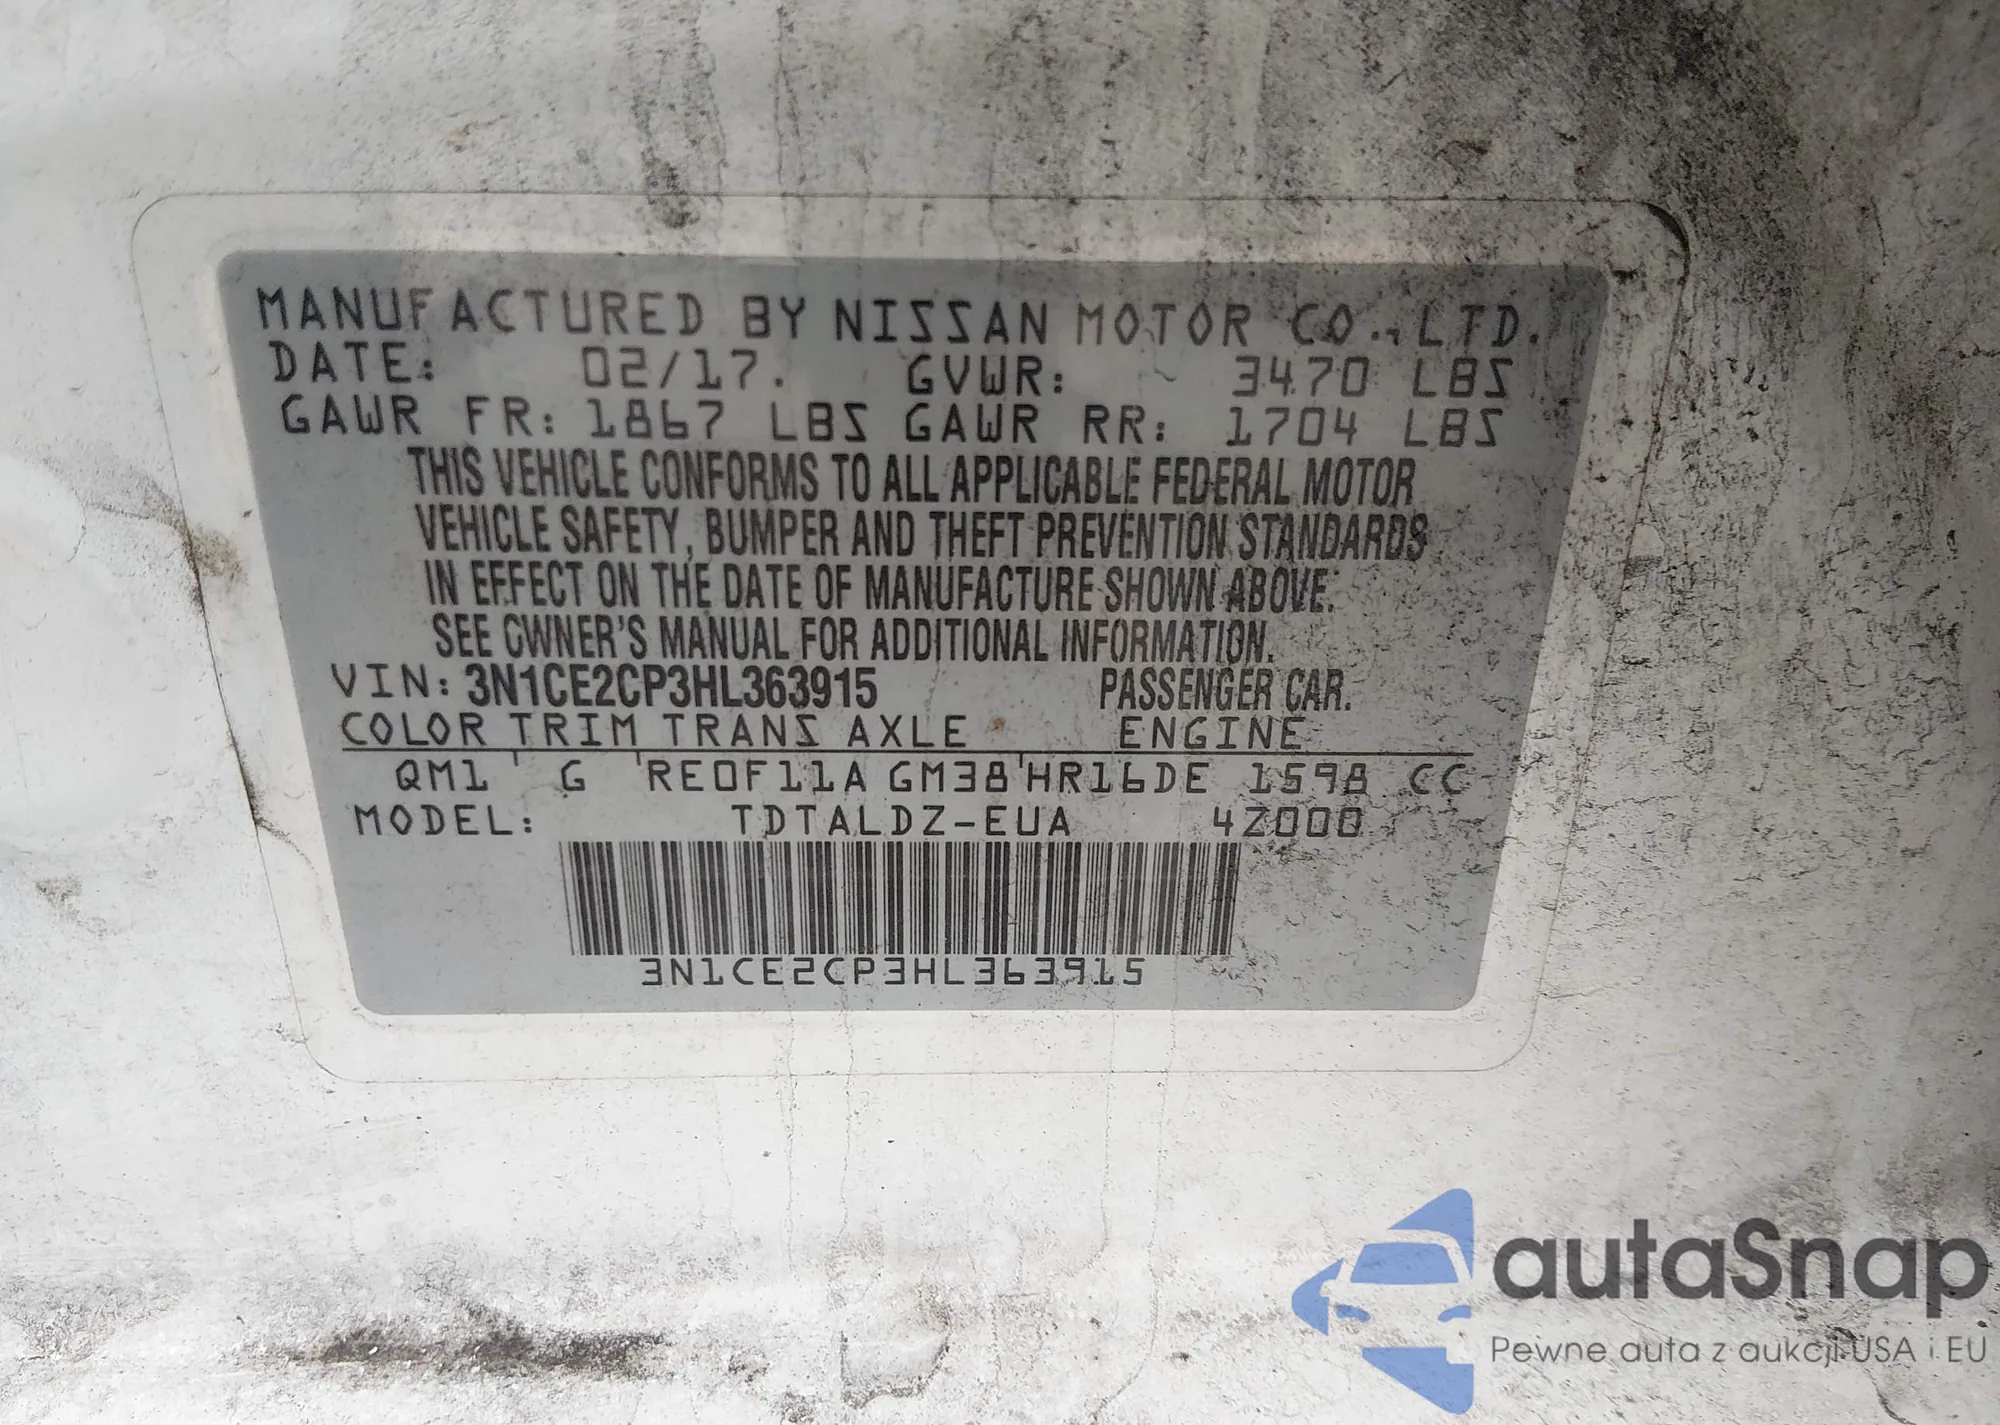 MANUFACTURED BY NISSAN MOTOR CO., LTD.
DATE: 02/17. GVWR: 3470 LBS
GAWR FR: 1867 LBS GAWR RR: 1704 LBS
THIS VEHICLE CONFORMS TO ALL APPLICABLE FEDERAL MOTOR
VEHICLE SAFETY, BUMPER AND THEFT PREVENTION STANDARDS
IN EFFECT ON THE DATE OF MANUFACTURE SHOWN ABOVE.
SEE OWNER'S MANUAL FOR ADDITIONAL INFORMATION.
VIN: 3N1CE2CP3HL363915 PASSENGER CAR.
COLOR TRIM TRANS AXLE ENGINE
QM1 G RE0F11A GM38 HR16DE 1598 CC
MODEL: TDTALDZ-EUA 42000
3N1CE2CP3HL363915
autaSnap
Pewne auta z aukcji USA i EU